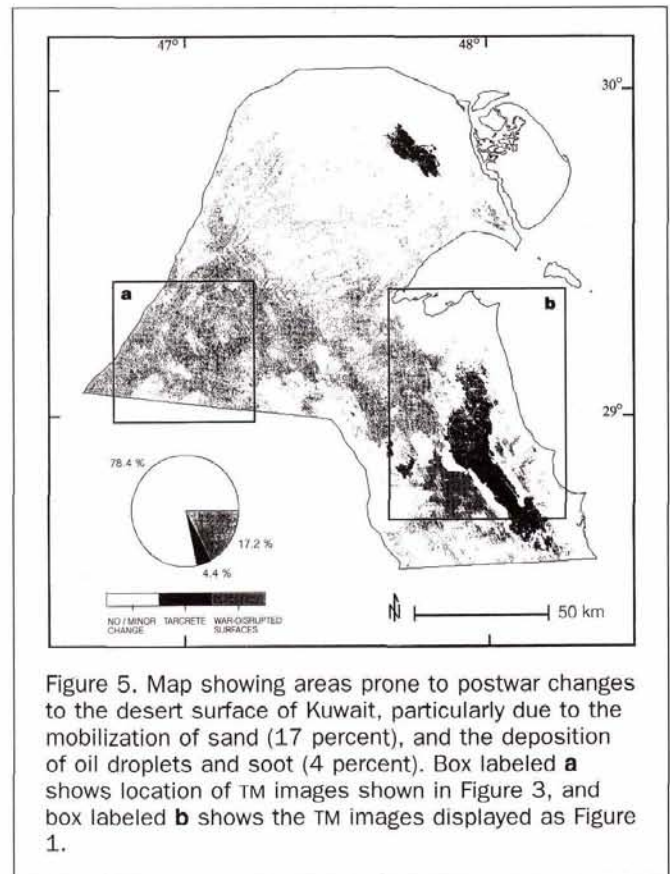 47°
48°
30°
a
b
29°
78.4 %
17.2 %
4.4 %
NO / MINOR CHANGE
TARCRETE
WAR-DISRUPTED SURFACES
N
50 km
Figure 5. Map showing areas prone to postwar changes
to the desert surface of Kuwait, particularly due to the
mobilization of sand (17 percent), and the deposition
of oil droplets and soot (4 percent). Box labeled a
shows location of TM images shown in Figure 3, and
box labeled b shows the TM images displayed as Figure
1.